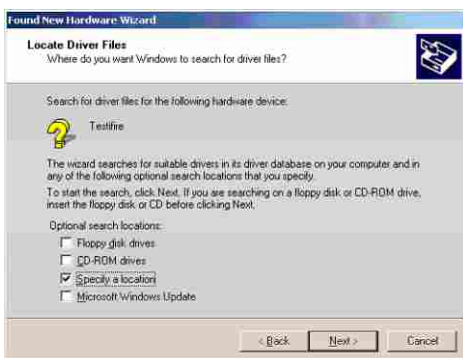 Found New Hardware Wizard
Locate Driver Files
Where do you want Windows to search for driver files?
Search for driver files for the following hardware device:
Testifire
The wizard searches for suitable drivers in its driver database on your computer and in
any of the following optional search locations that you specify.
To start the search, click Next. If you are searching on a floppy disk or CD-ROM drive,
insert the floppy disk or CD before clicking Next.
Optional search locations:
Floppy disk drives
CD-ROM drives
Specify a location
Microsoft Windows Update
< Back Next > Cancel